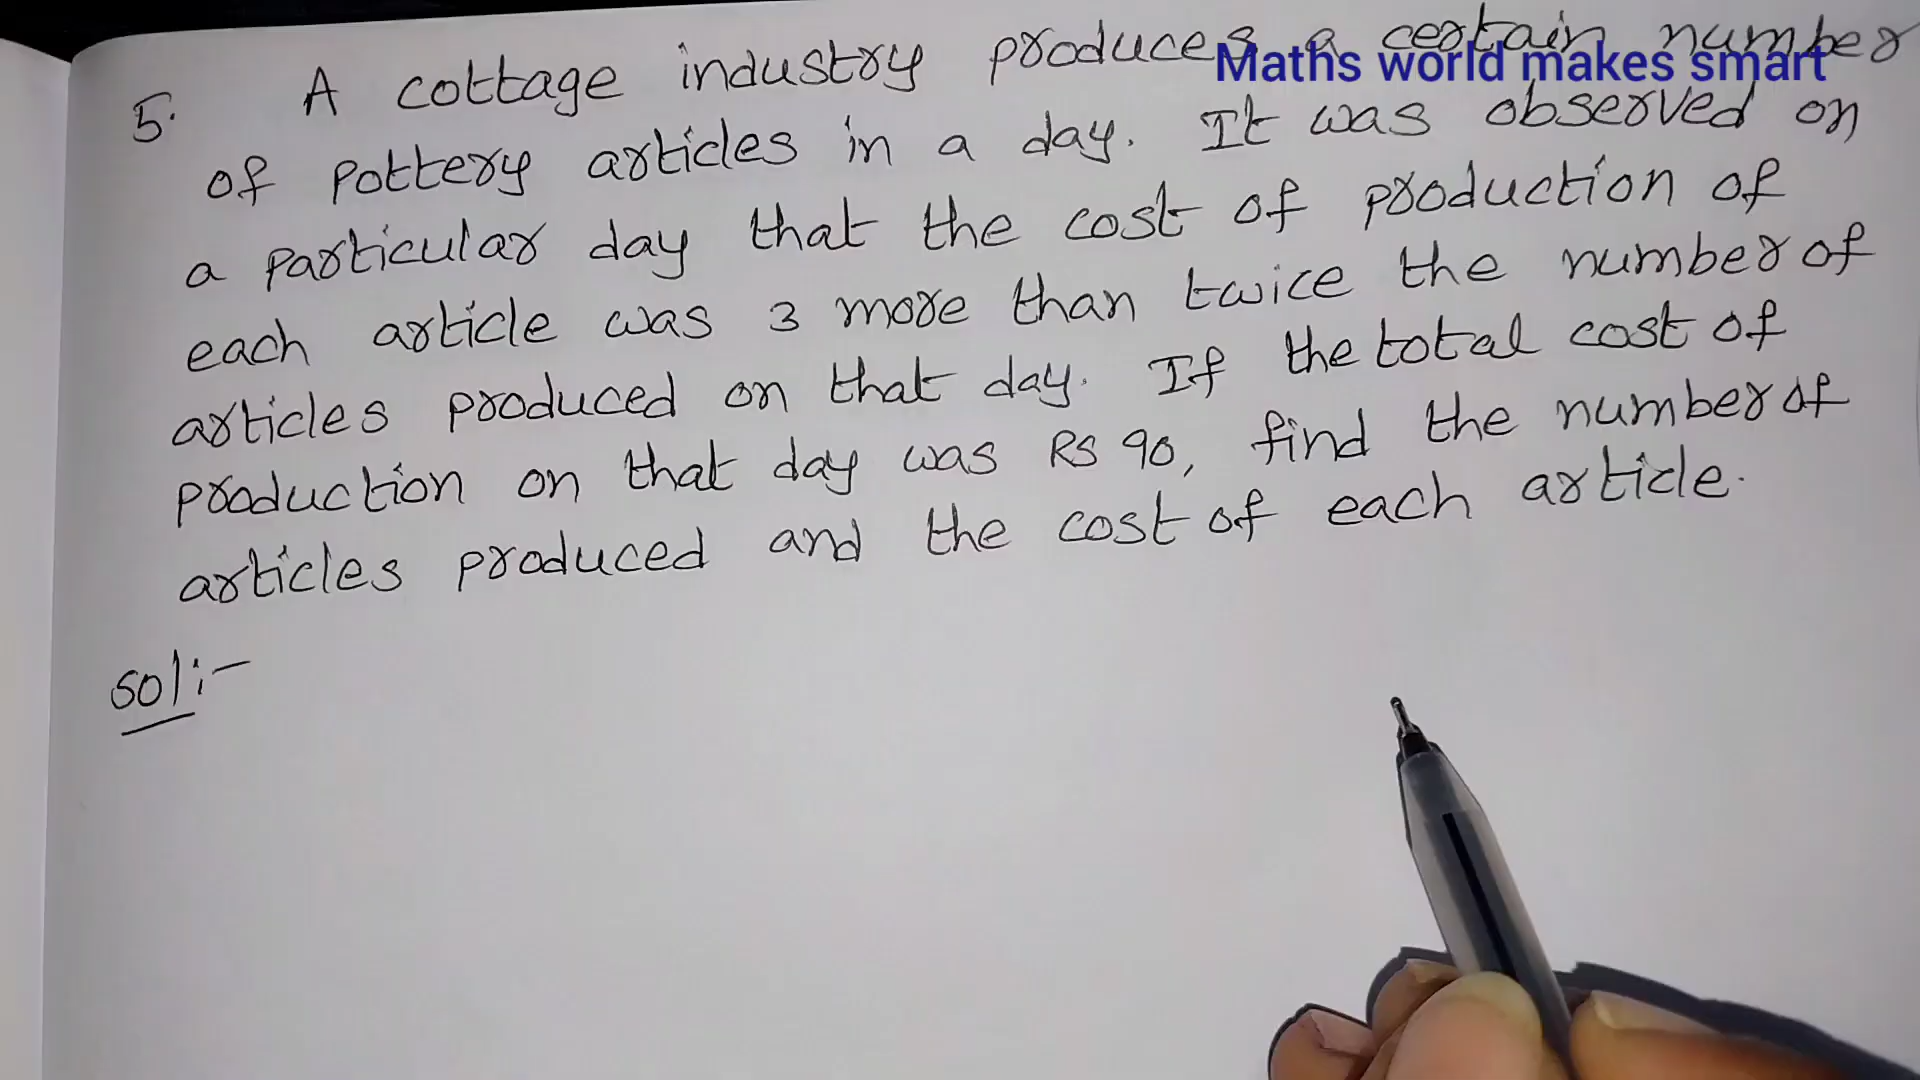 5. A cottage industry produces a certain number
Maths world makes smart
of pottery articles in a day. It was observed on
a particular day that the cost of production of
each article was 3 more than twice the number of
articles produced on that day. If the total cost of
production on that day was RS 90, find the number of
articles produced and the cost of each article.
Sol:-